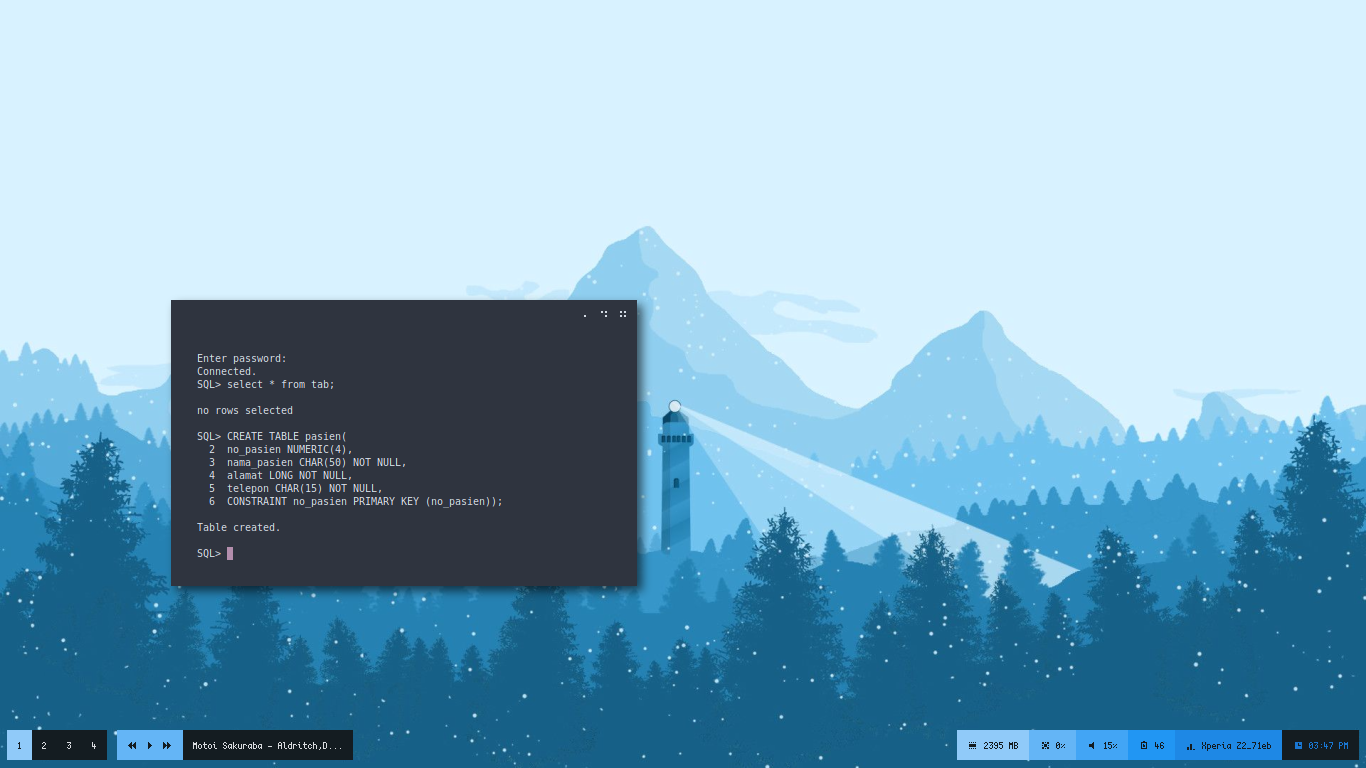 Enter password:
Connected.
SQL> select * from tab;
no rows selected
SQL> CREATE TABLE pasien(
2 no_pasien NUMERIC(4),
3 nama_pasien CHAR(50) NOT NULL,
4 alamat LONG NOT NULL,
5 telepon CHAR(15) NOT NULL,
6 CONSTRAINT no_pasien PRIMARY KEY (no_pasien));
Table created.
SQL>
1 2 3 4 Motoi Sakuraba - Aldritch,D... 2395 MB 0% 15% 46 Xperia Z2_71eb 03:47 PM